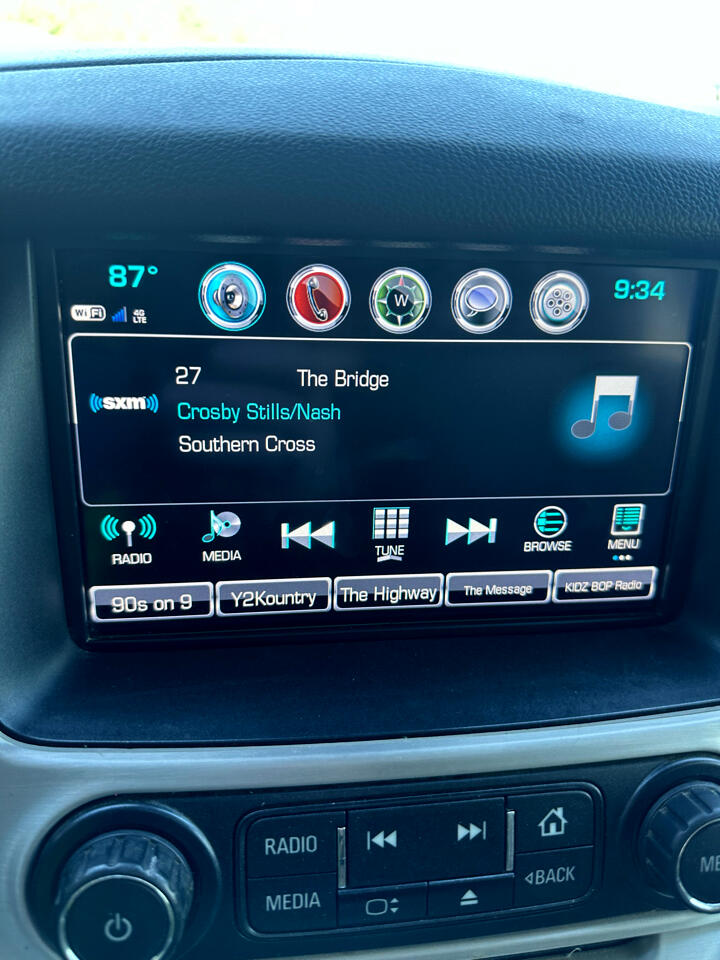 87°
9:34
WiFi 4G LTE
W
27 The Bridge
sxm
Crosby Stills/Nash
Southern Cross
RADIO MEDIA TUNE BROWSE MENU
90s on 9 Y2Kountry The Highway The Message KIDZ BOP Radio
RADIO
MEDIA BACK
ME